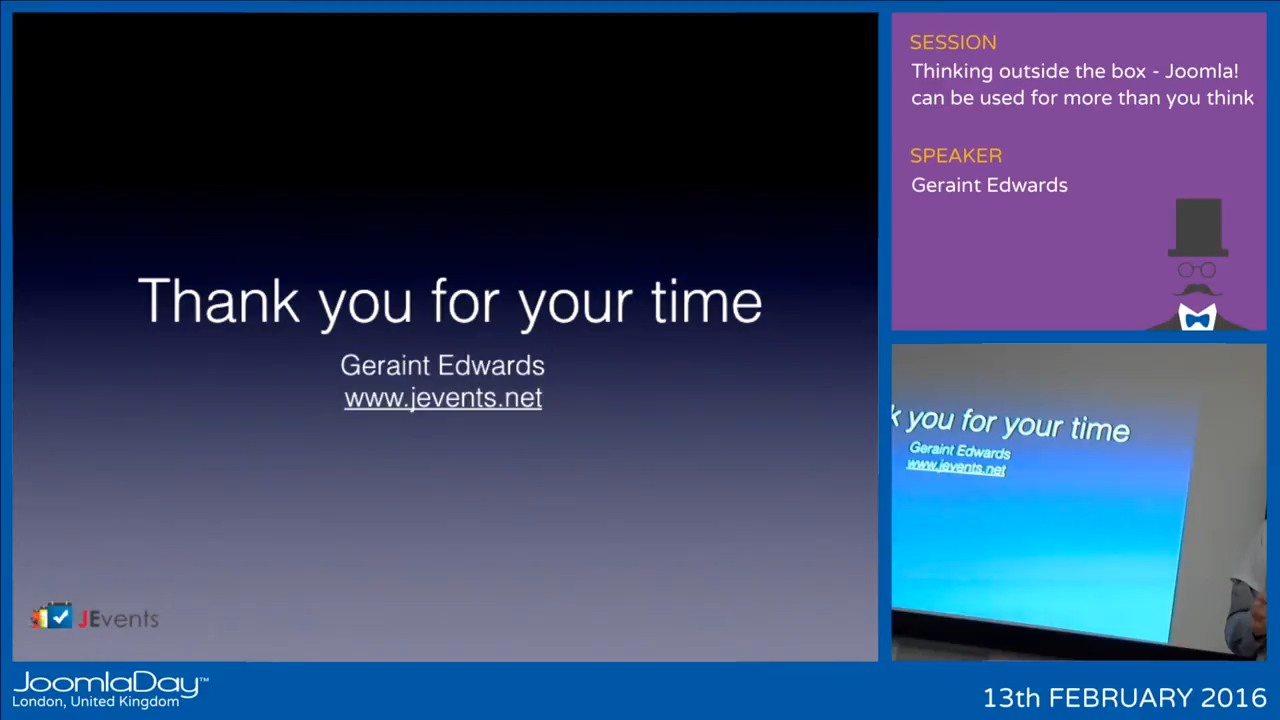 Thank you for your time
Geraint Edwards
www.jevents.net
JEvents
SESSION
Thinking outside the box - Joomla!
can be used for more than you think
SPEAKER
Geraint Edwards
k you for your time
Geraint Edwards
www.jevents.net
JoomlaDay™
London, United Kingdom
13th FEBRUARY 2016